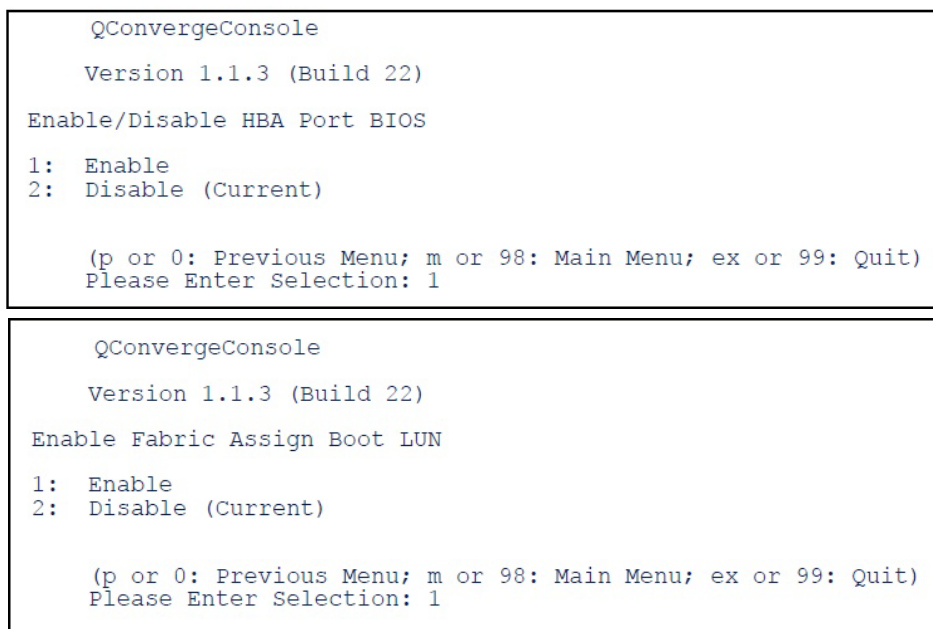 QConvergeConsole
Version 1.1.3 (Build 22)
Enable/Disable HBA Port BIOS
1: Enable
2: Disable (Current)
(p or 0: Previous Menu; m or 98: Main Menu; ex or 99: Quit)
Please Enter Selection: 1
QConvergeConsole
Version 1.1.3 (Build 22)
Enable Fabric Assign Boot LUN
1: Enable
2: Disable (Current)
(p or 0: Previous Menu; m or 98: Main Menu; ex or 99: Quit)
Please Enter Selection: 1